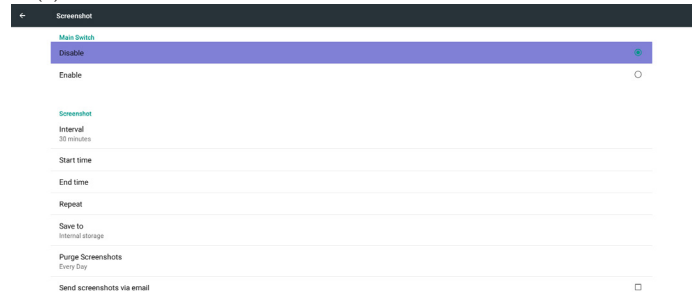 Screenshot
Main Switch
Disable
Enable
Screenshot
Interval
30 minutes
Start time
End time
Repeat
Save to
Internal storage
Purge Screenshots
Every Day
Send screenshots via email